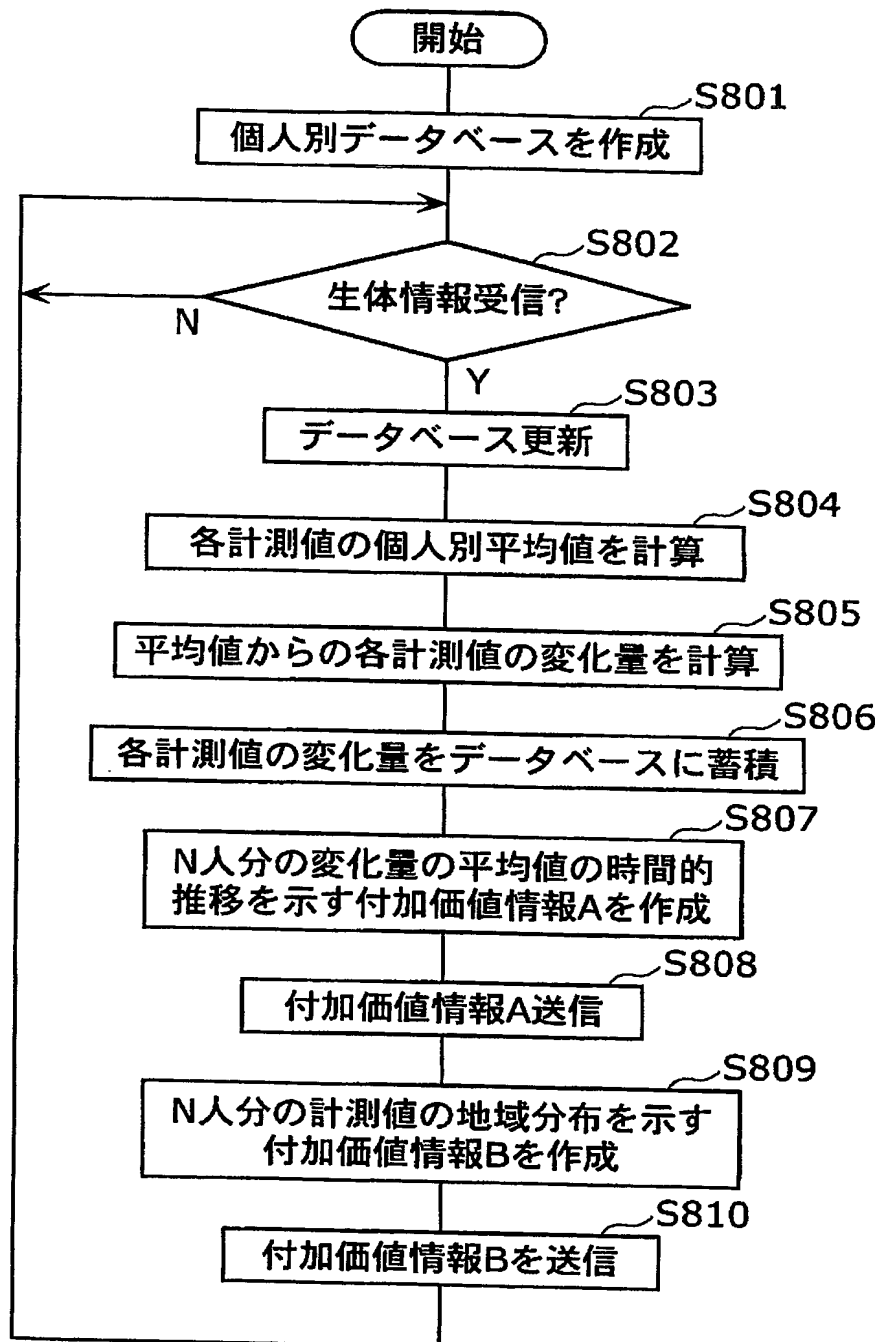 開始
S801
個人別データベースを作成
S802
生体情報受信?
N
Y
S803
データベース更新
S804
各計測値の個人別平均値を計算
S805
平均値からの各計測値の変化量を計算
S806
各計測値の変化量をデータベースに蓄積
S807
N人分の変化量の平均値の時間的
推移を示す付加価値情報Aを作成
S808
付加価値情報A送信
S809
N人分の計測値の地域分布を示す
付加価値情報Bを作成
S810
付加価値情報Bを送信